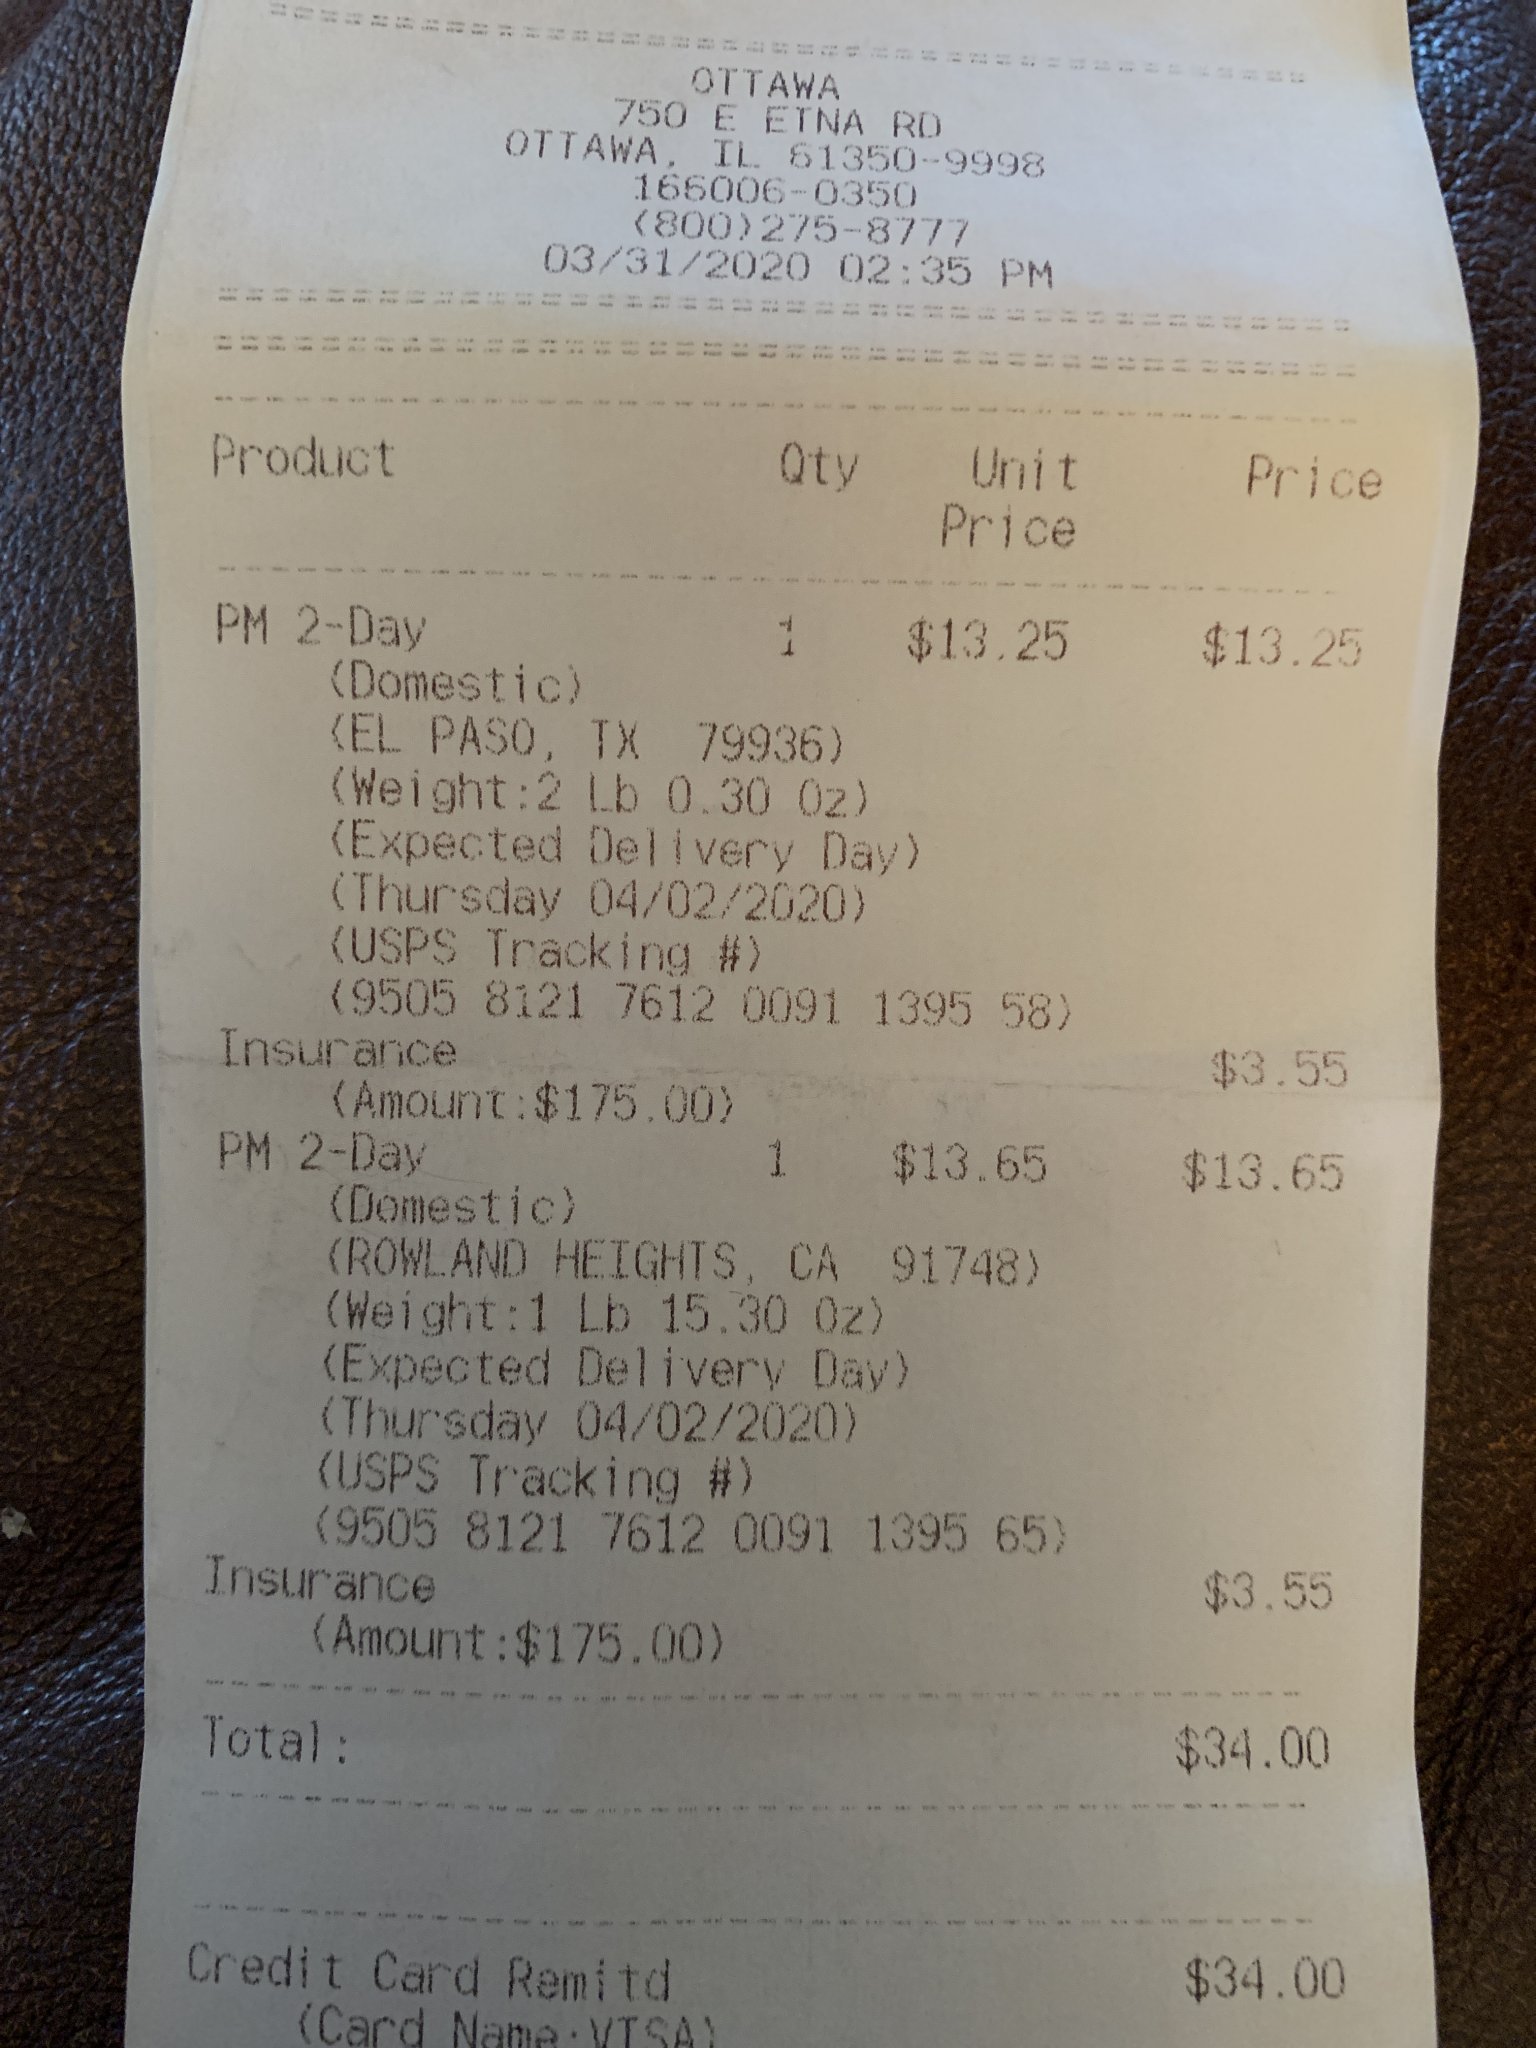 OTTAWA
750 E ETNA RD
OTTAWA, IL 61350-9998
166006-0350
(800)275-8777
03/31/2020 02:35 PM
Product Qty Unit Price
Price
PM 2-Day 1 $13.25 $13.25
(Domestic)
(EL PASO, TX 79936)
(Weight:2 Lb 0.30 Oz)
(Expected Delivery Day)
(Thursday 04/02/2020)
(USPS Tracking #)
(9505 8121 7612 0091 1395 58)
Insurance $3.55
(Amount:$175.00)
PM 2-Day 1 $13.65 $13.65
(Domestic)
(ROWLAND HEIGHTS, CA 91748)
(Weight:1 Lb 15.30 Oz)
(Expected Delivery Day)
(Thursday 04/02/2020)
(USPS Tracking #)
(9505 8121 7612 0091 1395 65)
Insurance $3.55
(Amount:$175.00)
Total: $34.00
Credit Card Remitd $34.00
(Card Name:VISA)